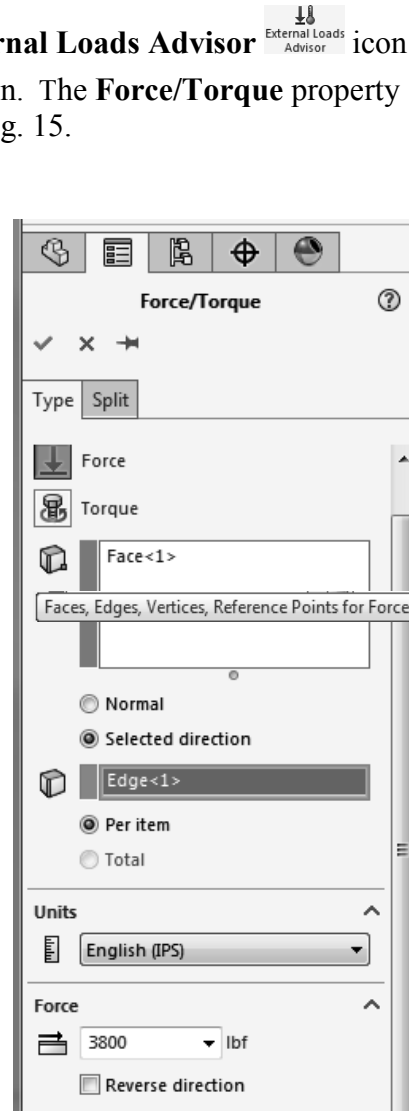 rnal Loads Advisor External Loads Advisor icon
n. The Force/Torque property
g. 15.
Force/Torque
Type Split
Force
Torque
Face<1>
Faces, Edges, Vertices, Reference Points for Force
Normal
Selected direction
Edge<1>
Per item
Total
Units
English (IPS)
Force
3800 lbf
Reverse direction